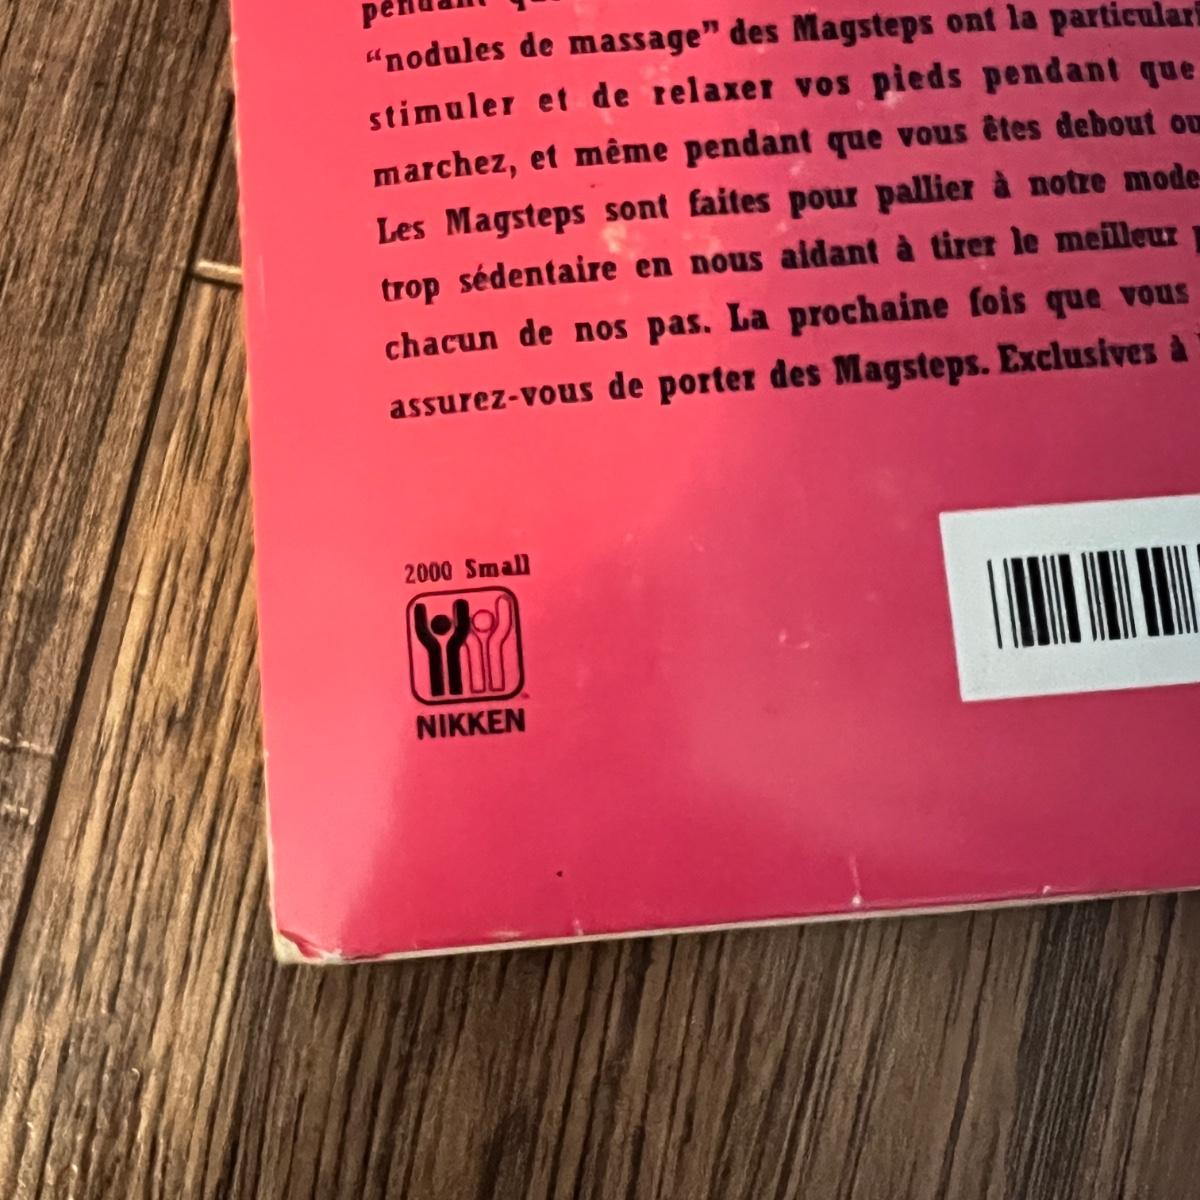 pendant
“nodules de massage” des Magsteps ont la
stimuler et de relaxer vos pieds pendant que
marchez, et même pendant que vous êtes debout ou
Les Magsteps sont faites pour pallier à notre mode
trop sédentaire en nous aidant à tirer le meilleur
chacun de nos pas. La prochaine fois que vous
assurez-vous de porter des Magsteps. Exclusives à
2000 Small
NIKKEN